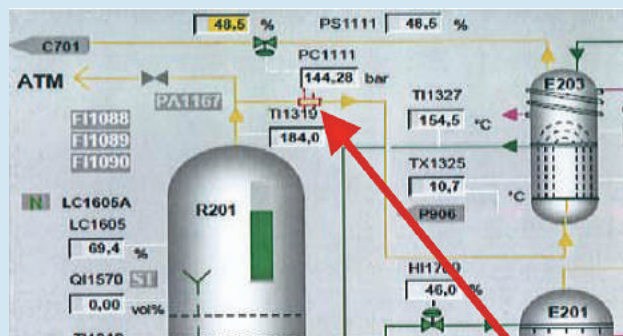 48,5 % PS1111 48,5 %
C701
PC1111
144,28 bar
ATM
E203
PA1167
TI1327
FI1088
TI1319
154,5 °C
FI1089
184,0
FI1090
TX1325
N LC1605A
R201
10,7 °C
LC1605
P906
69,4 %
QI1570 ST
0,00 vol%
46,0 %
E201